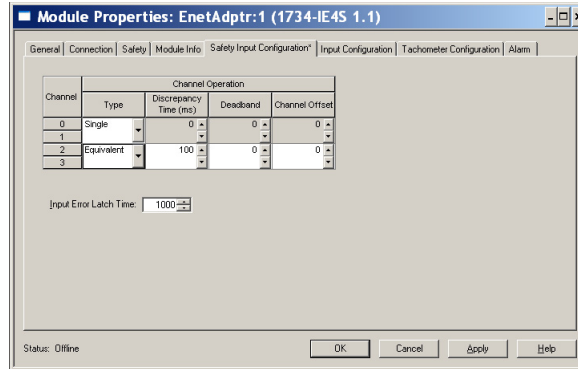 Module Properties: EnetAdptr:1 (1734-IE4S 1.1)
General Connection Safety Module Info Safety Input Configuration* Input Configuration Tachometer Configuration Alarm
Channel Operation
Channel Type Discrepancy Time (ms) Deadband Channel Offset
0 Single 0 0 0
1
2 Equivalent 100 0 0
3
Input Error Latch Time: 1000
Status: Offline OK Cancel Apply Help